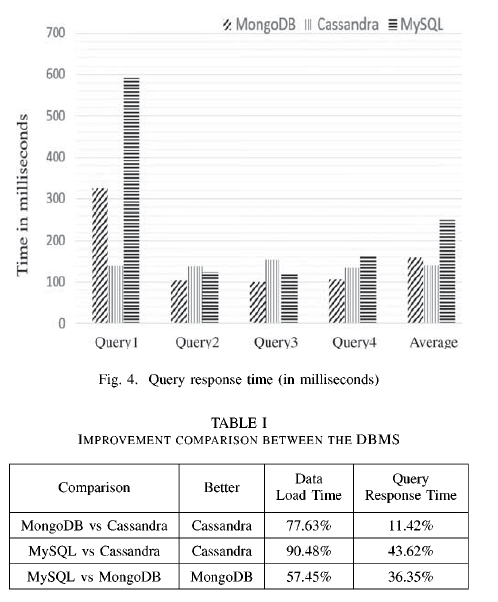 MongoDB Cassandra MySQL
700
600
500
400
300
200
100
0
Time in milliseconds
Query1 Query2 Query3 Query4 Average
Fig. 4. Query response time (in milliseconds)
TABLE I
IMPROVEMENT COMPARISON BETWEEN THE DBMS
Comparison Better Data Load Time Query Response Time
MongoDB vs Cassandra Cassandra 77.63% 11.42%
MySQL vs Cassandra Cassandra 90.48% 43.62%
MySQL vs MongoDB MongoDB 57.45% 36.35%